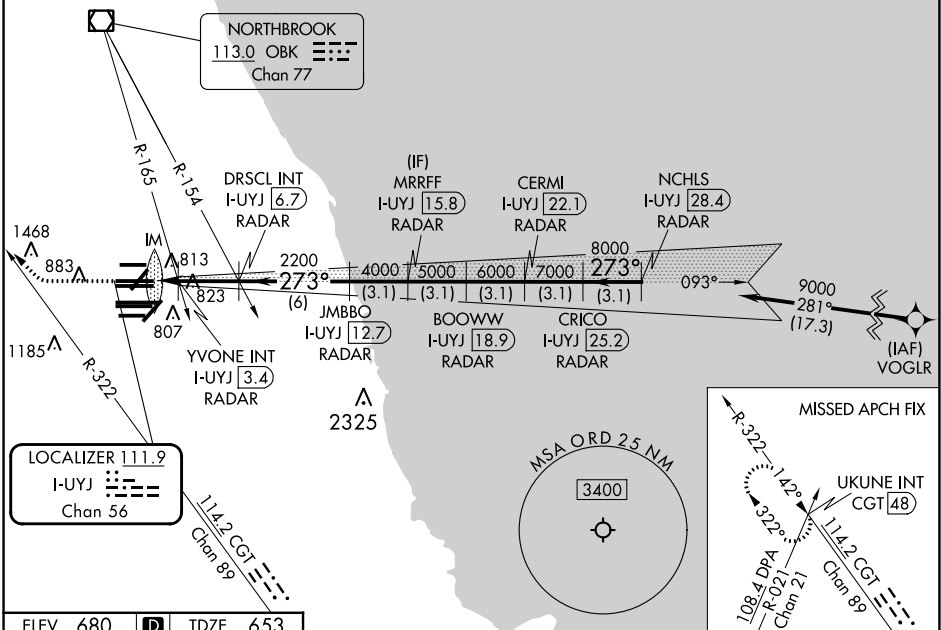 NORTHBROOK
113.0 OBK
Chan 77
R-165
R-154
DRSCL INT
I-UYJ 6.7
RADAR
(IF)
MRRFF
I-UYJ 15.8
RADAR
CERMI
I-UYJ 22.1
RADAR
NCHLS
I-UYJ 28.4
RADAR
1468
883
IM
813
823
807
1185
2200
273°
(6)
4000
(3.1)
5000
(3.1)
6000
(3.1)
7000
(3.1)
8000
273°
(3.1)
093°
9000
281°
(17.3)
(IAF)
VOGLR
YVONE INT
I-UYJ 3.4
RADAR
JMBBO
I-UYJ 12.7
RADAR
BOOWW
I-UYJ 18.9
RADAR
CRICO
I-UYJ 25.2
RADAR
2325
R-322
LOCALIZER 111.9
I-UYJ
Chan 56
114.2 CGT
Chan 89
MSA ORD 25 NM
3400
MISSED APCH FIX
R-322
142°
322°
UKUNE INT
CGT 48
114.2 CGT
Chan 89
108.4 DPA
R-021
Chan 21
ELEV 680 D TDZE 653